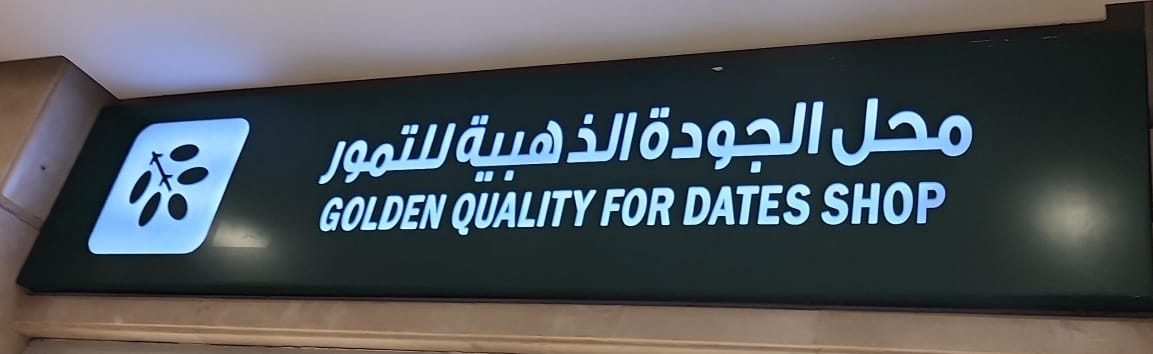 محل الجودة الذهبية للتمور
GOLDEN QUALITY FOR DATES SHOP